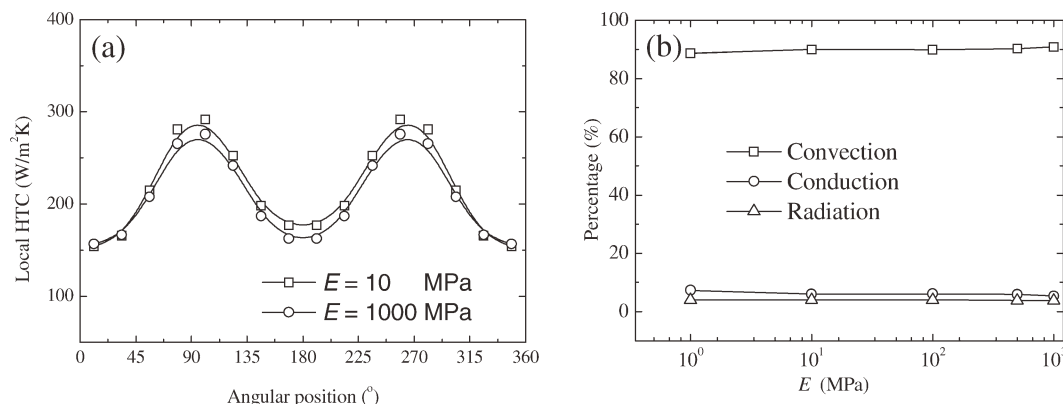 (a)
400
300
200
100
Local HTC (W/m²K)
E = 10 MPa
E = 1000 MPa
0 45 90 135 180 225 270 315 360
Angular position (°)
(b)
100
80
60
40
20
0
Percentage (%)
Convection
Conduction
Radiation
10⁰ 10¹ 10² 10³
E (MPa)